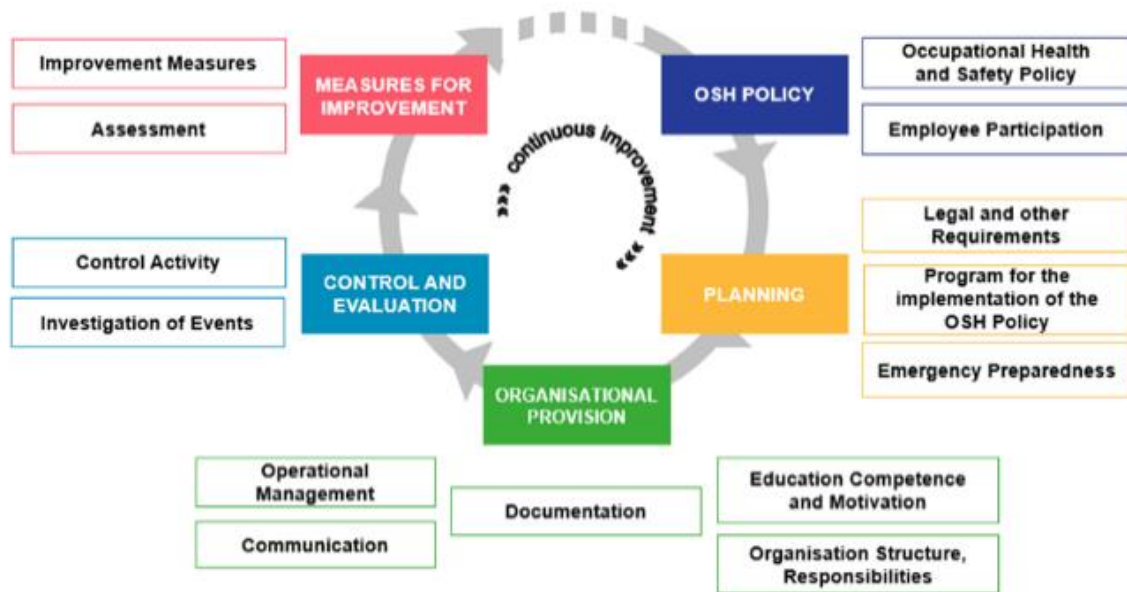 Improvement Measures
Assessment
MEASURES FOR
IMPROVEMENT
OSH POLICY
Occupational Health
and Safety Policy
Employee Participation
>>> continuous improvement >>>
Legal and other
Requirements
Program for the
implementation of the
OSH Policy
Emergency Preparedness
PLANNING
Control Activity
Investigation of Events
CONTROL AND
EVALUATION
ORGANISATIONAL
PROVISION
Operational
Management
Communication
Documentation
Education Competence
and Motivation
Organisation Structure,
Responsibilities